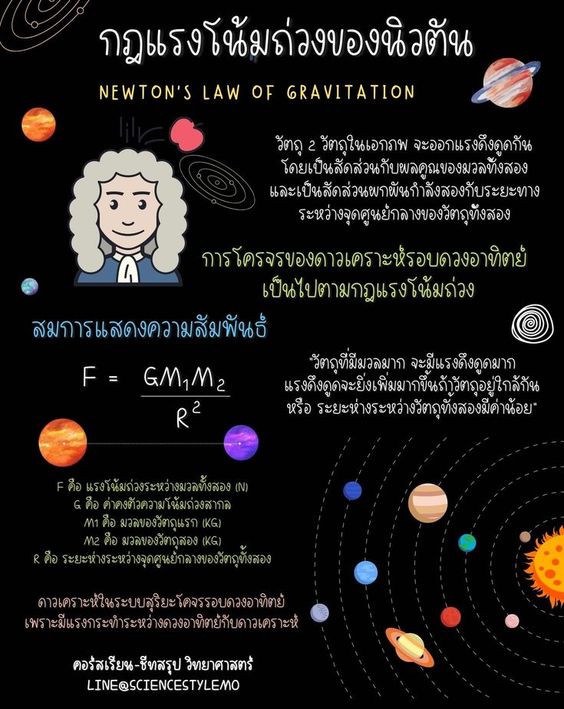 กฎแรงโน้มถ่วงของนิวตัน
NEWTON'S LAW OF GRAVITATION
วัตถุ 2 วัตถุในเอกภพ จะออกแรงดึงดูดกัน
โดยเป็นสัดส่วนกับผลคูณของมวลทั้งสอง
และเป็นสัดส่วนผกผันกำลังสองกับระยะทาง
ระหว่างจุดศูนย์กลางของวัตถุทั้งสอง
การโครจรของดาวเคราะห์รอบดวงอาทิตย์
เป็นไปตามกฎแรงโน้มถ่วง
สมการแสดงความสัมพันธ์
F = GM₁M₂
R²
"วัตถุที่มีมวลมาก จะมีแรงดึงดูดมาก
แรงดึงดูดจะยิ่งเพิ่มมากขึ้นถ้าวัตถุอยู่ใกล้กัน
หรือ ระยะห่างระหว่างวัตถุทั้งสองมีค่าน้อย"
F คือ แรงโน้มถ่วงระหว่างมวลทั้งสอง (N)
G คือ ค่าคงตัวความโน้มถ่วงสากล
M1 คือ มวลของวัตถุแรก (KG)
M2 คือ มวลของวัตถุสอง (KG)
R คือ ระยะห่างระหว่างจุดศูนย์กลางของวัตถุทั้งสอง
ดาวเคราะห์ในระบบสุริยะโคจรรอบดวงอาทิตย์
เพราะมีแรงกระทำระหว่างดวงอาทิตย์กับดาวเคราะห์
คอร์สเรียน-ชีทสรุป วิทยาศาสตร์
LINE@SCIENCESTYLEMO